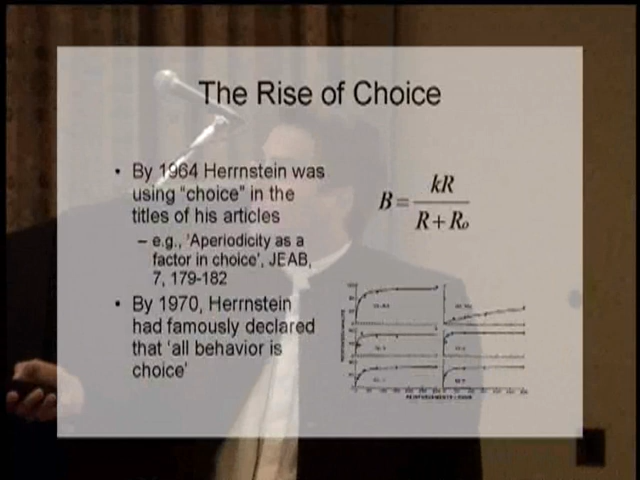 The Rise of Choice
• By 1964 Herrnstein was
using "choice" in the
titles of his articles
– e.g., 'Aperiodicity as a
factor in choice', JEAB,
7, 179-182
• By 1970, Herrnstein
had famously declared
that 'all behavior is
choice'
B = kR / R + Ro
REINFORCEMENTS / HOUR